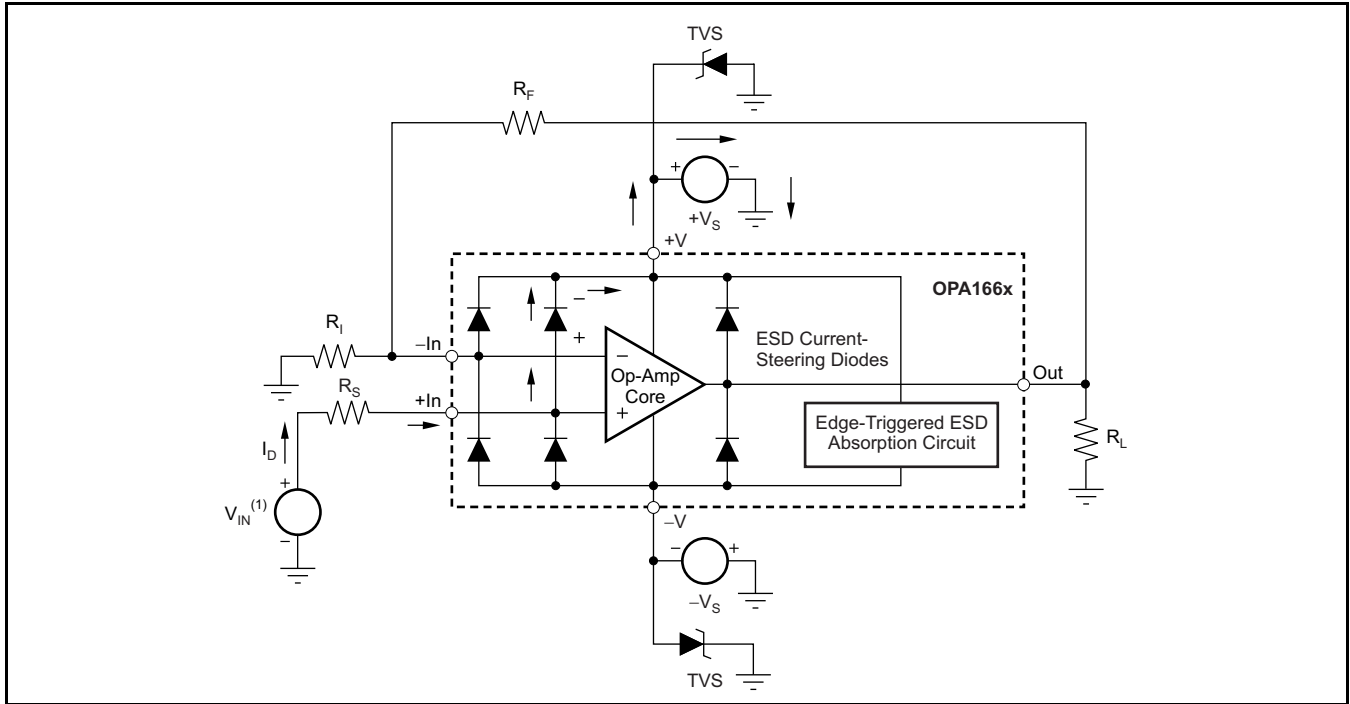 TVS
R_F
+ −
+V_S
+V
OPA166x
−
+
R_I
−In
−
Op-Amp
Core
+
ESD Current-
Steering Diodes
Out
R_S
+In
Edge-Triggered ESD
Absorption Circuit
R_L
I_D
+
V_IN^(1)
−
−V
− +
−V_S
TVS